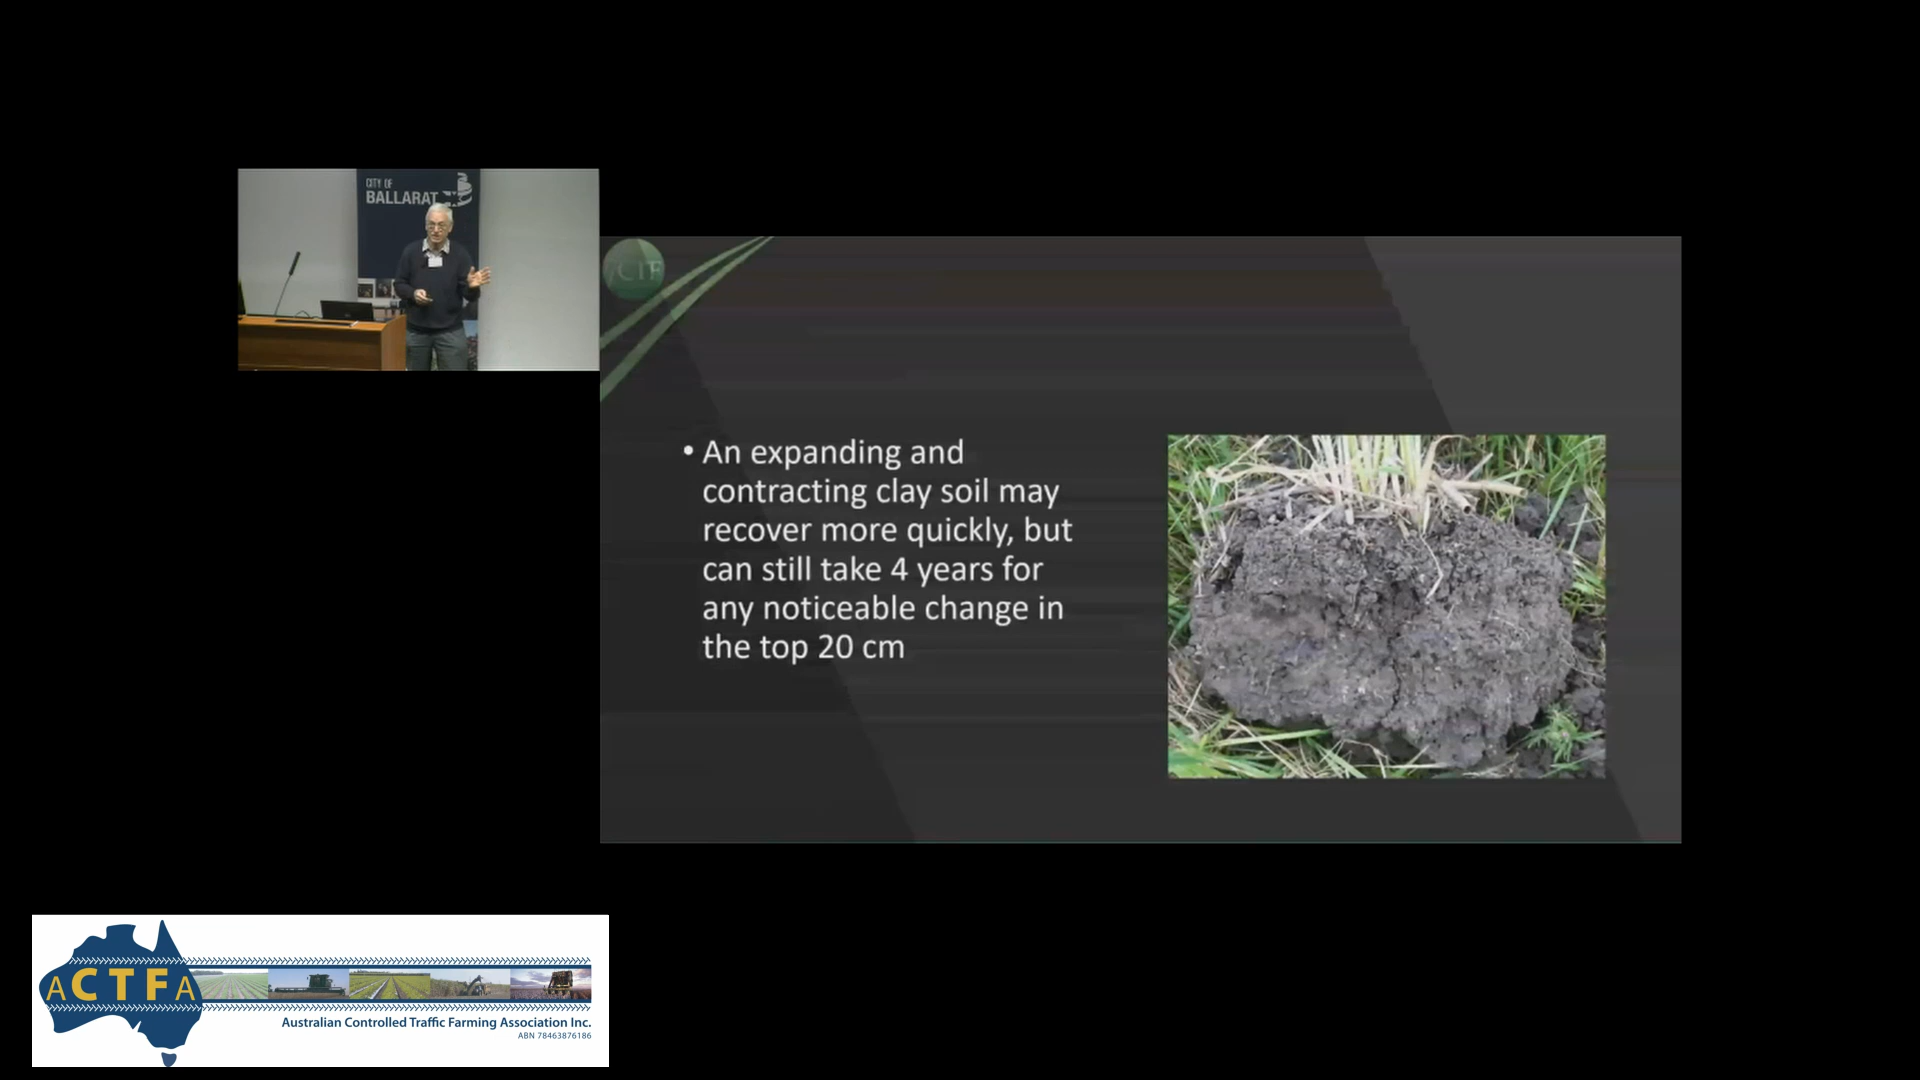 CITY OF
BALLARAT
CTF
• An expanding and
contracting clay soil may
recover more quickly, but
can still take 4 years for
any noticeable change in
the top 20 cm
ACTFA
Australian Controlled Traffic Farming Association Inc.
ABN 78463876186